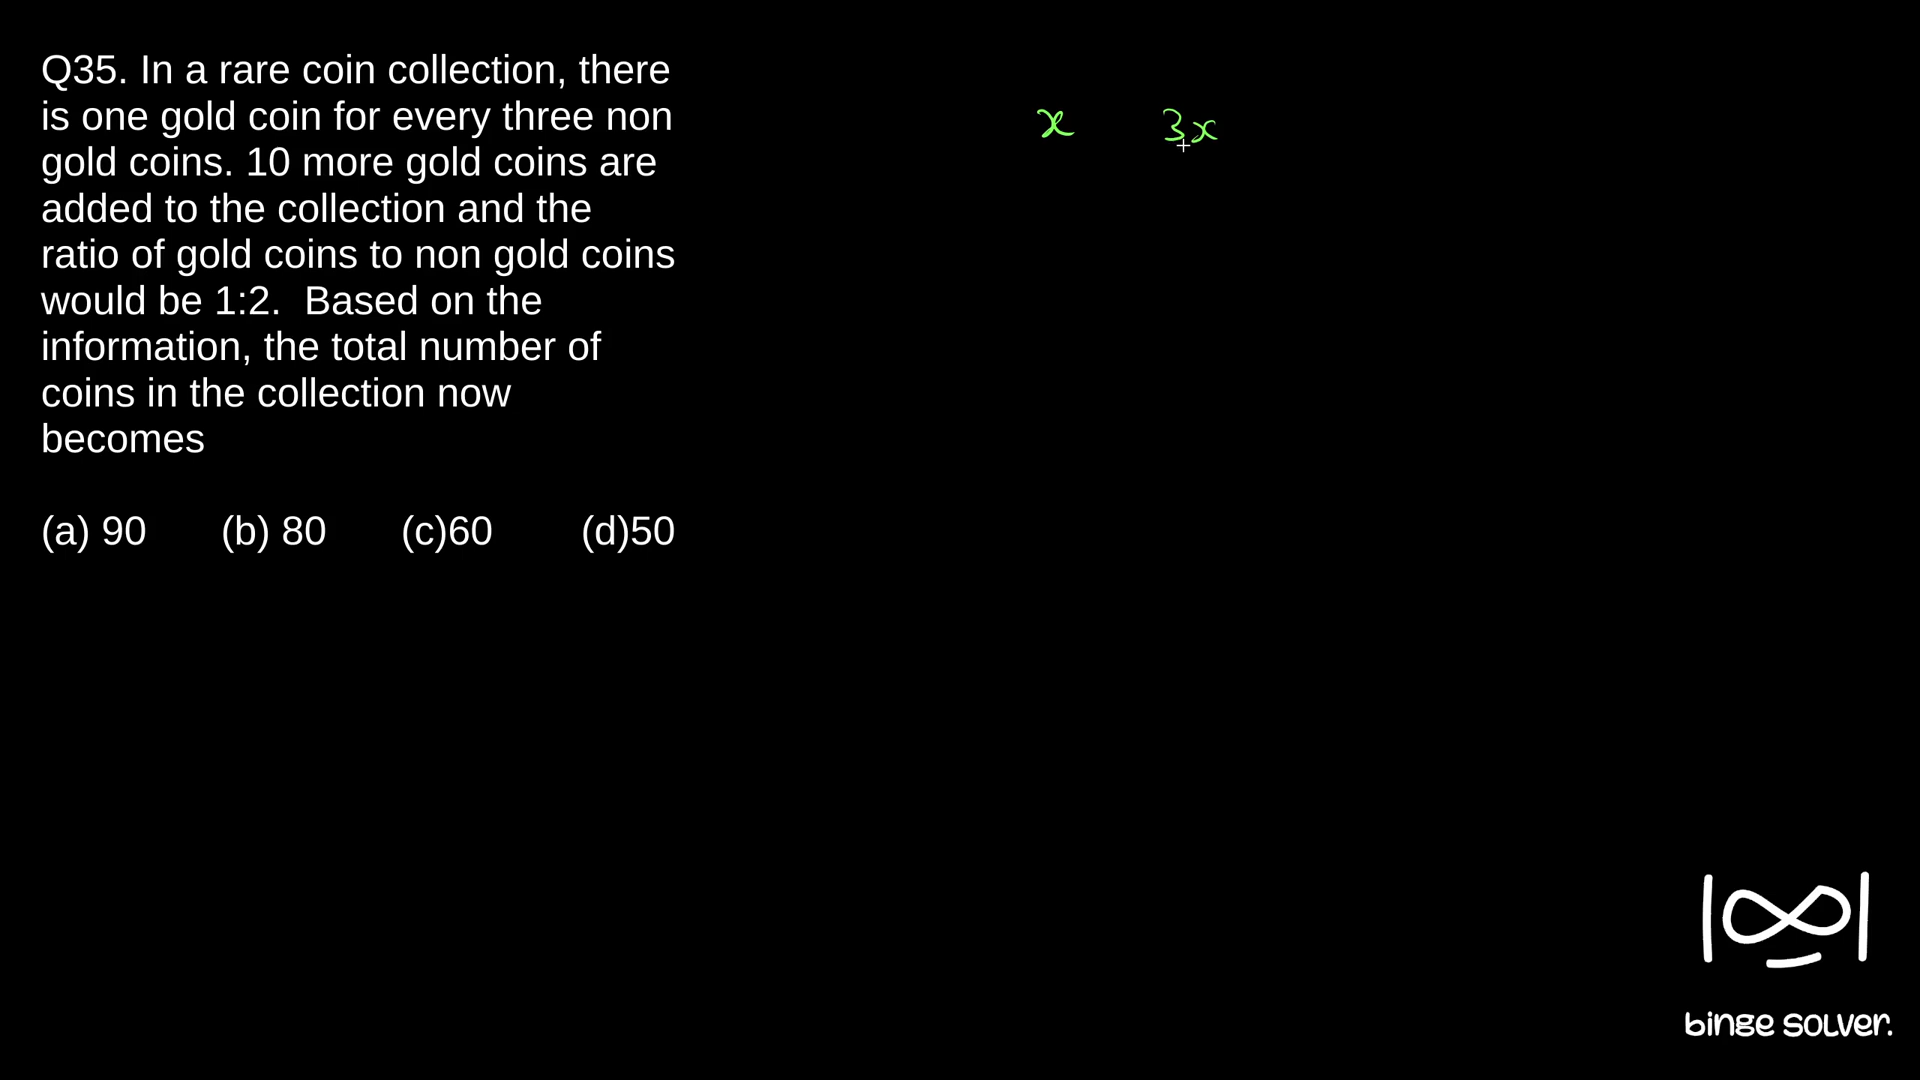 Q35. In a rare coin collection, there
is one gold coin for every three non
gold coins. 10 more gold coins are
added to the collection and the
ratio of gold coins to non gold coins
would be 1:2.  Based on the
information, the total number of
coins in the collection now
becomes
(a) 90 (b) 80 (c)60 (d)50
x 3x
binge solver.